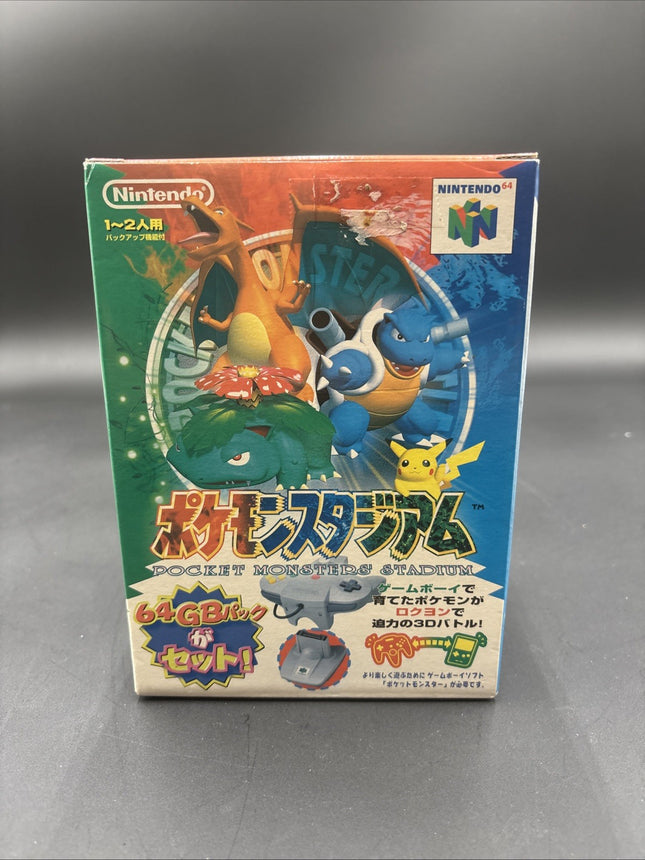 Nintendo
1〜2人用
バックアップ機能付
NINTENDO 64
POCKET MONSTERS
ポケモンスタジアム ™
POCKET MONSTERS' STADIUM
64GBパック
が
セット!
ゲームボーイで
育てたポケモンが
ロクヨンで
迫力の3Dバトル!
より楽しく遊ぶために ゲームボーイソフト
「ポケットモンスター」が必要です。